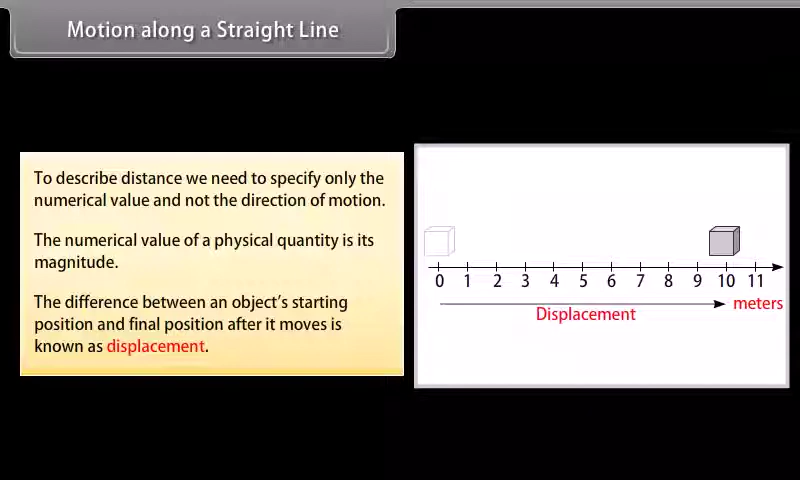 Motion along a Straight Line
To describe distance we need to specify only the
numerical value and not the direction of motion.
The numerical value of a physical quantity is its
magnitude.
The difference between an object's starting
position and final position after it moves is
known as displacement.
0 1 2 3 4 5 6 7 8 9 10 11
meters
Displacement